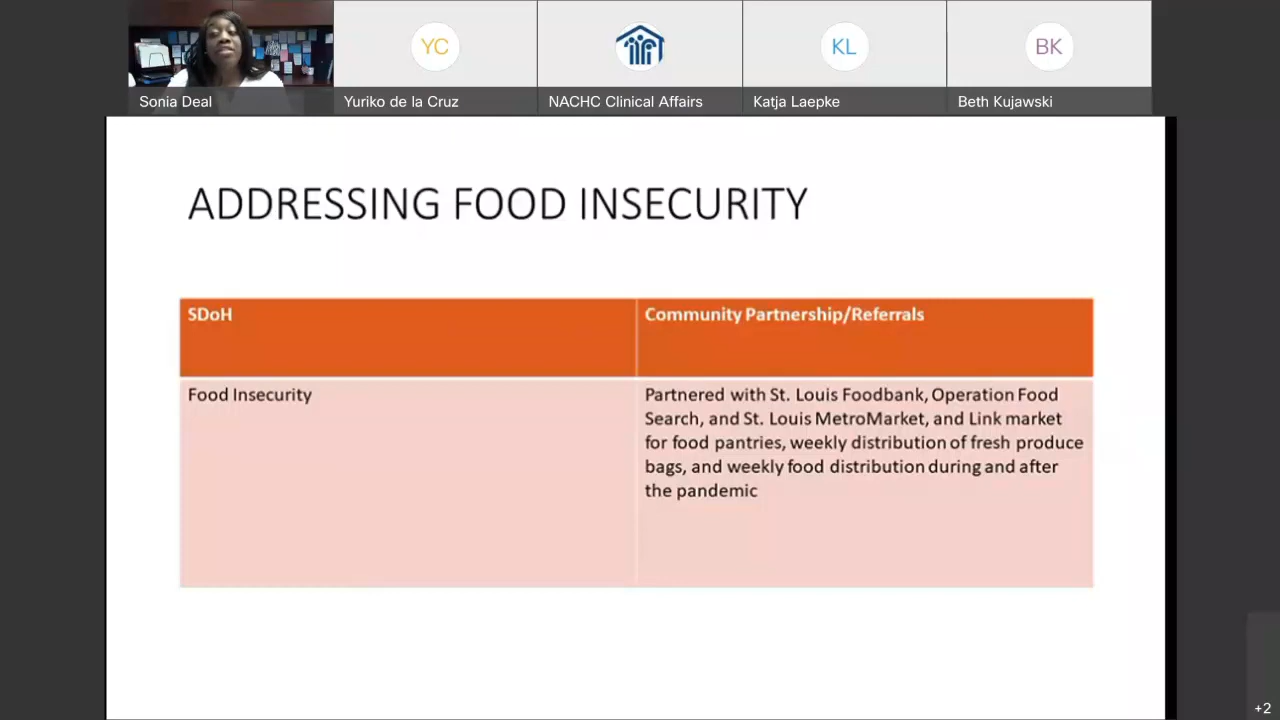 YC
KL
BK
Sonia Deal
Yuriko de la Cruz
NACHC Clinical Affairs
Katja Laepke
Beth Kujawski
ADDRESSING FOOD INSECURITY
SDoH
Community Partnership/Referrals
Food Insecurity
Partnered with St. Louis Foodbank, Operation Food
Search, and St. Louis MetroMarket, and Link market
for food pantries, weekly distribution of fresh produce
bags, and weekly food distribution during and after
the pandemic
+2